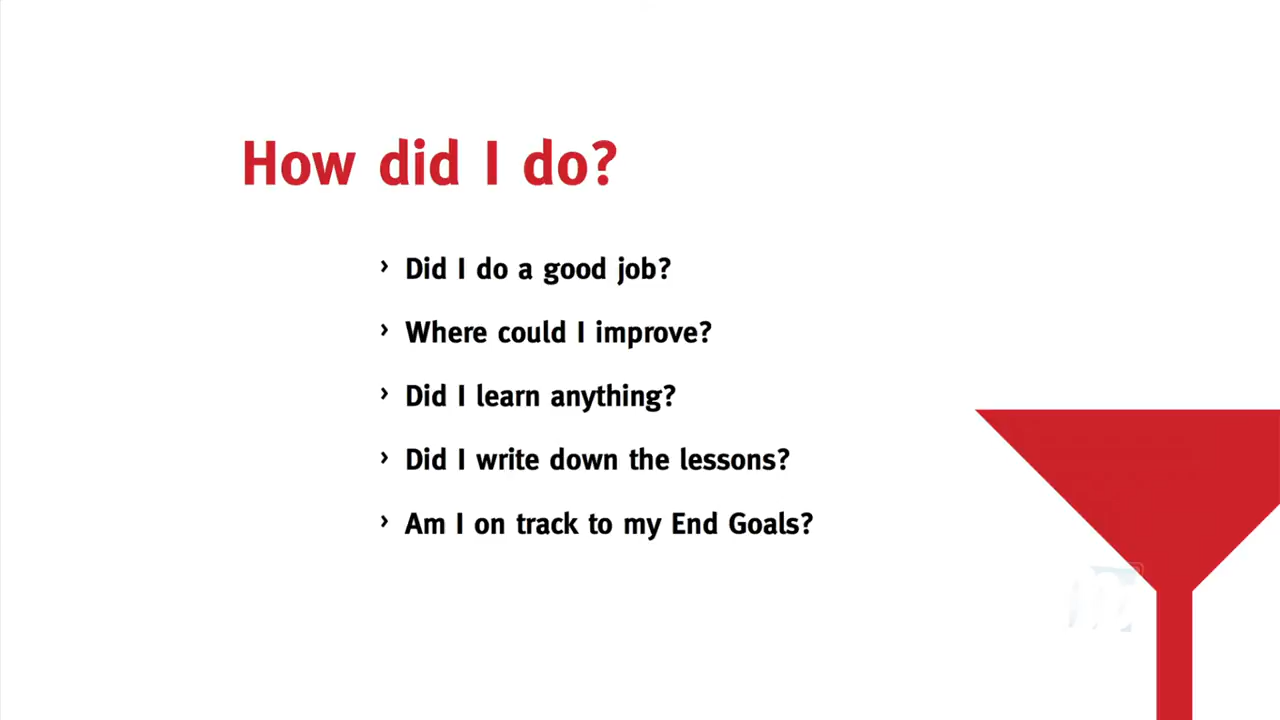 How did I do?
› Did I do a good job?
› Where could I improve?
› Did I learn anything?
› Did I write down the lessons?
› Am I on track to my End Goals?